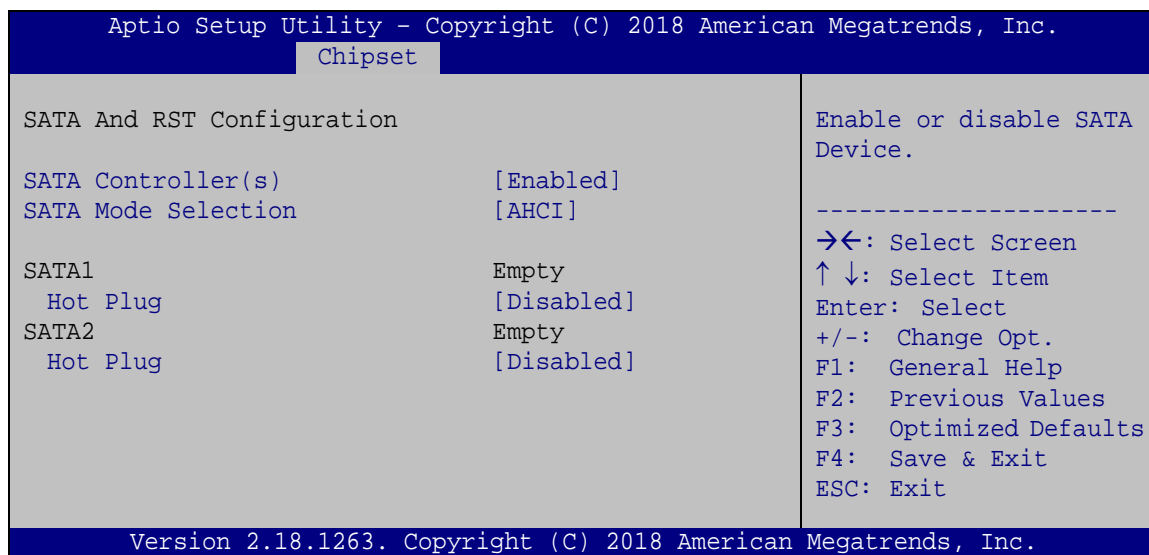 Aptio Setup Utility – Copyright (C) 2018 American Megatrends, Inc.
Chipset
SATA And RST Configuration
SATA Controller(s) [Enabled]
SATA Mode Selection [AHCI]
SATA1 Empty
Hot Plug [Disabled]
SATA2 Empty
Hot Plug [Disabled]
Enable or disable SATA
Device.
---------------------
→←: Select Screen
↑ ↓: Select Item
Enter: Select
+/-: Change Opt.
F1: General Help
F2: Previous Values
F3: Optimized Defaults
F4: Save & Exit
ESC: Exit
Version 2.18.1263. Copyright (C) 2018 American Megatrends, Inc.